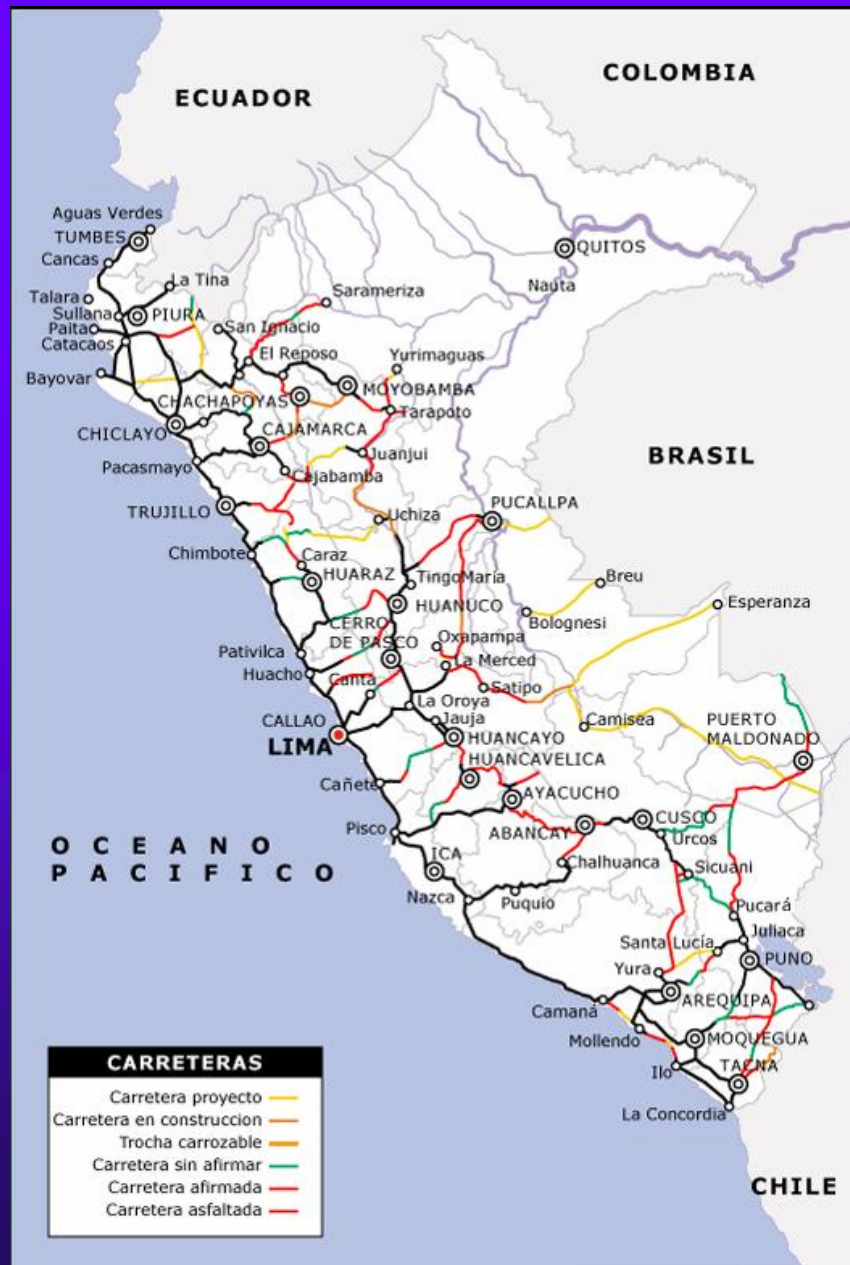 COLOMBIA
ECUADOR
Aguas Verdes
TUMBES
QUITOS
Cancas
La Tina
Nauta
Talara
Sarameriza
Sullana
PIURA
Paita
San Ignacio
Catacaos
El Reposo
Yurimaguas
Bayovar
MOYOBAMBA
CHACHAPOYAS
Tarapoto
CHICLAYO
CAJAMARCA
Juanjui
BRASIL
Pacasmayo
Cajabamba
PUCALLPA
TRUJILLO
Uchiza
Chimbote
Caraz
HUARAZ
TingoMaría
Breu
HUANUCO
Esperanza
Bolognesi
CERRO
DE PASCO
Oxapampa
Pativilca
La Merced
Huacho
Canta
Satipo
La Oroya
CALLAO
Jauja
Camisea
PUERTO
MALDONADO
LIMA
HUANCAYO
HUANCAVELICA
Cañete
AYACUCHO
Pisco
ABANCAY
CUSCO
Urcos
OCEANO
PACIFICO
ICA
Chalhuanca
Sicuani
Nazca
Puquio
Pucará
Juliaca
Santa Lucía
PUNO
Yura
AREQUIPA
Camaná
Mollendo
MOQUEGUA
Ilo
TACNA
La Concordia
CHILE
CARRETERAS
Carretera proyecto
Carretera en construccion
Trocha carrozable
Carretera sin afirmar
Carretera afirmada
Carretera asfaltada